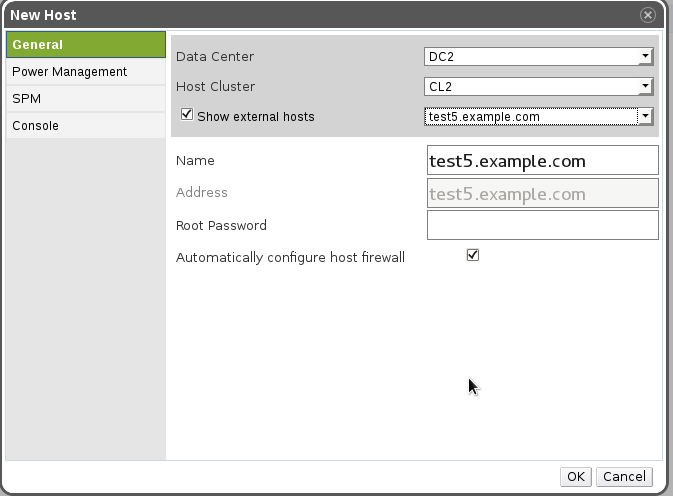 New Host
General
Power Management
SPM
Console
Data Center DC2
Host Cluster CL2
Show external hosts test5.example.com
Name test5.example.com
Address test5.example.com
Root Password
Automatically configure host firewall
OK Cancel